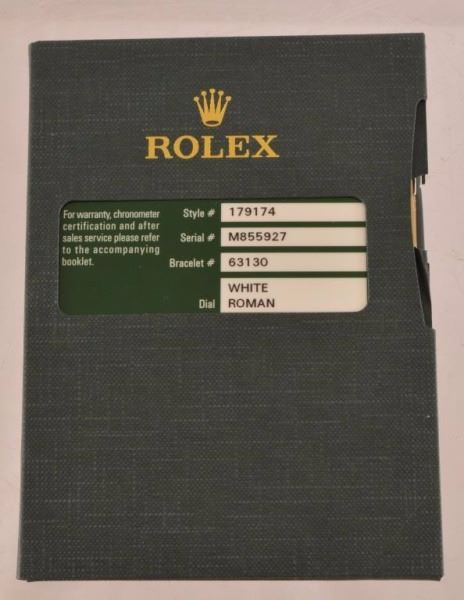 ROLEX
For warranty, chronometer
certification and after
sales service please refer
to the accompanying
booklet.
Style # 179174
Serial # M855927
Bracelet # 63130
WHITE
Dial ROMAN